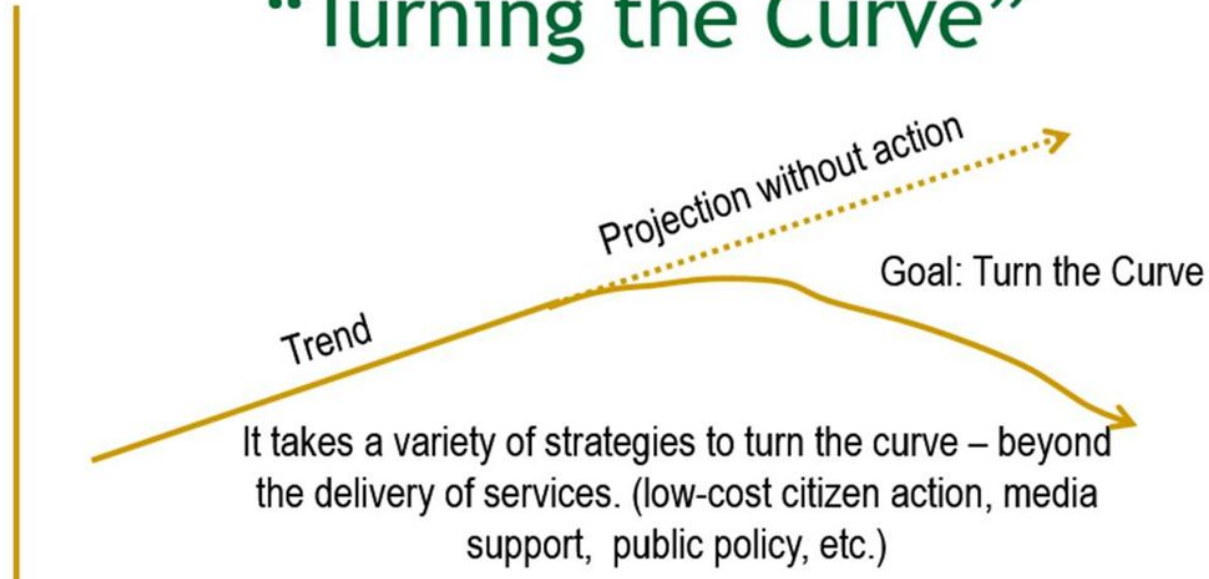 “Turning the Curve”
Projection without action
Goal: Turn the Curve
Trend
It takes a variety of strategies to turn the curve – beyond
the delivery of services. (low-cost citizen action, media
support,  public policy, etc.)